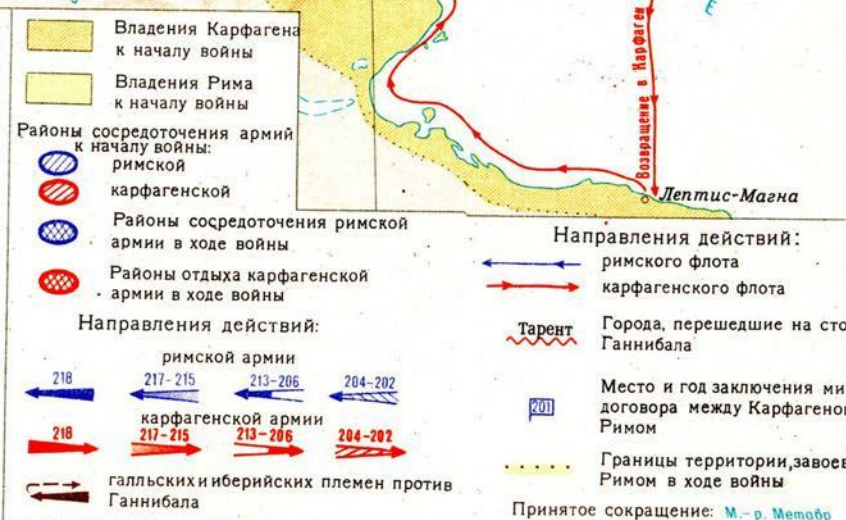 Владения Карфагена
к началу войны
Владения Рима
к началу войны
Районы сосредоточения армий
к началу войны:
римской
карфагенской
Районы сосредоточения римской
армии в ходе войны
Районы отдыха карфагенской
армии в ходе войны
Направления действий:
римской армии
218 217-215 213-206 204-202
карфагенской армии
218 217-215 213-206 204-202
галльских и иберийских племен против
Ганнибала
Е
Возвращение в Карфаген
Лептис-Магна
Направления действий:
римского флота
карфагенского флота
Тарент
Города, перешедшие на сто
Ганнибала
201
Место и год заключения ми
договора между Карфагено
Римом
Границы территории, завоев
Римом в ходе войны
Принятое сокращение: М.-р. Метавр